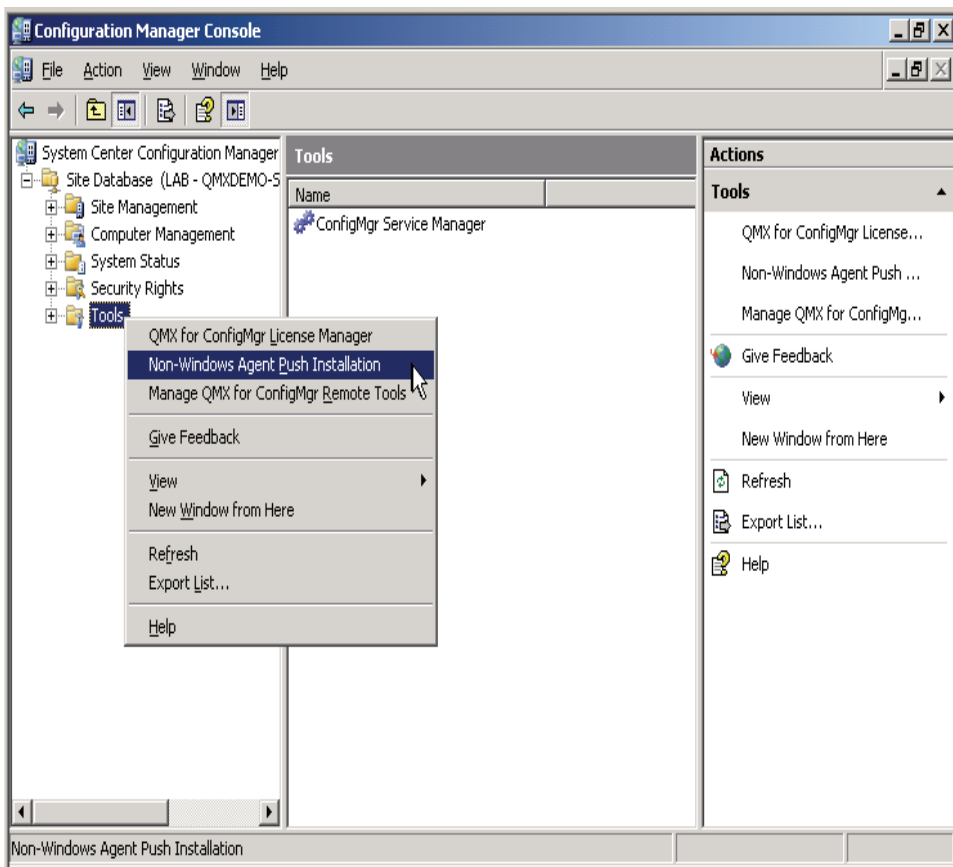 Configuration Manager Console
File Action View Window Help
System Center Configuration Manager
Site Database (LAB - QMXDEMO-S
Site Management
Computer Management
System Status
Security Rights
Tools
QMX for ConfigMgr License Manager
Non-Windows Agent Push Installation
Manage QMX for ConfigMgr Remote Tools
Give Feedback
View
New Window from Here
Refresh
Export List...
Help
Tools
Name
ConfigMgr Service Manager
Actions
Tools
QMX for ConfigMgr License...
Non-Windows Agent Push ...
Manage QMX for ConfigMg...
Give Feedback
View
New Window from Here
Refresh
Export List...
Help
Non-Windows Agent Push Installation